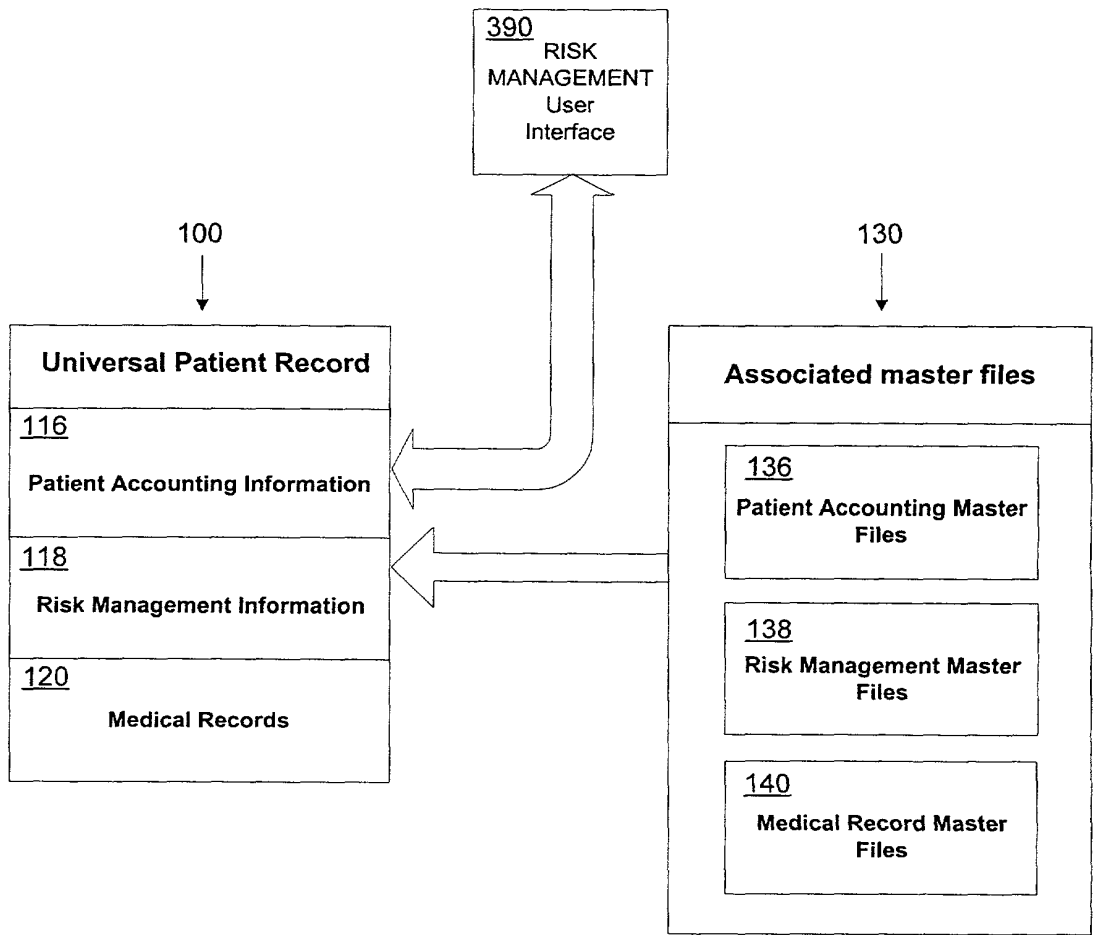 390
RISK
MANAGEMENT
User
Interface
100
130
Universal Patient Record
116
Patient Accounting Information
118
Risk Management Information
120
Medical Records
Associated master files
136
Patient Accounting Master
Files
138
Risk Management Master
Files
140
Medical Record Master
Files